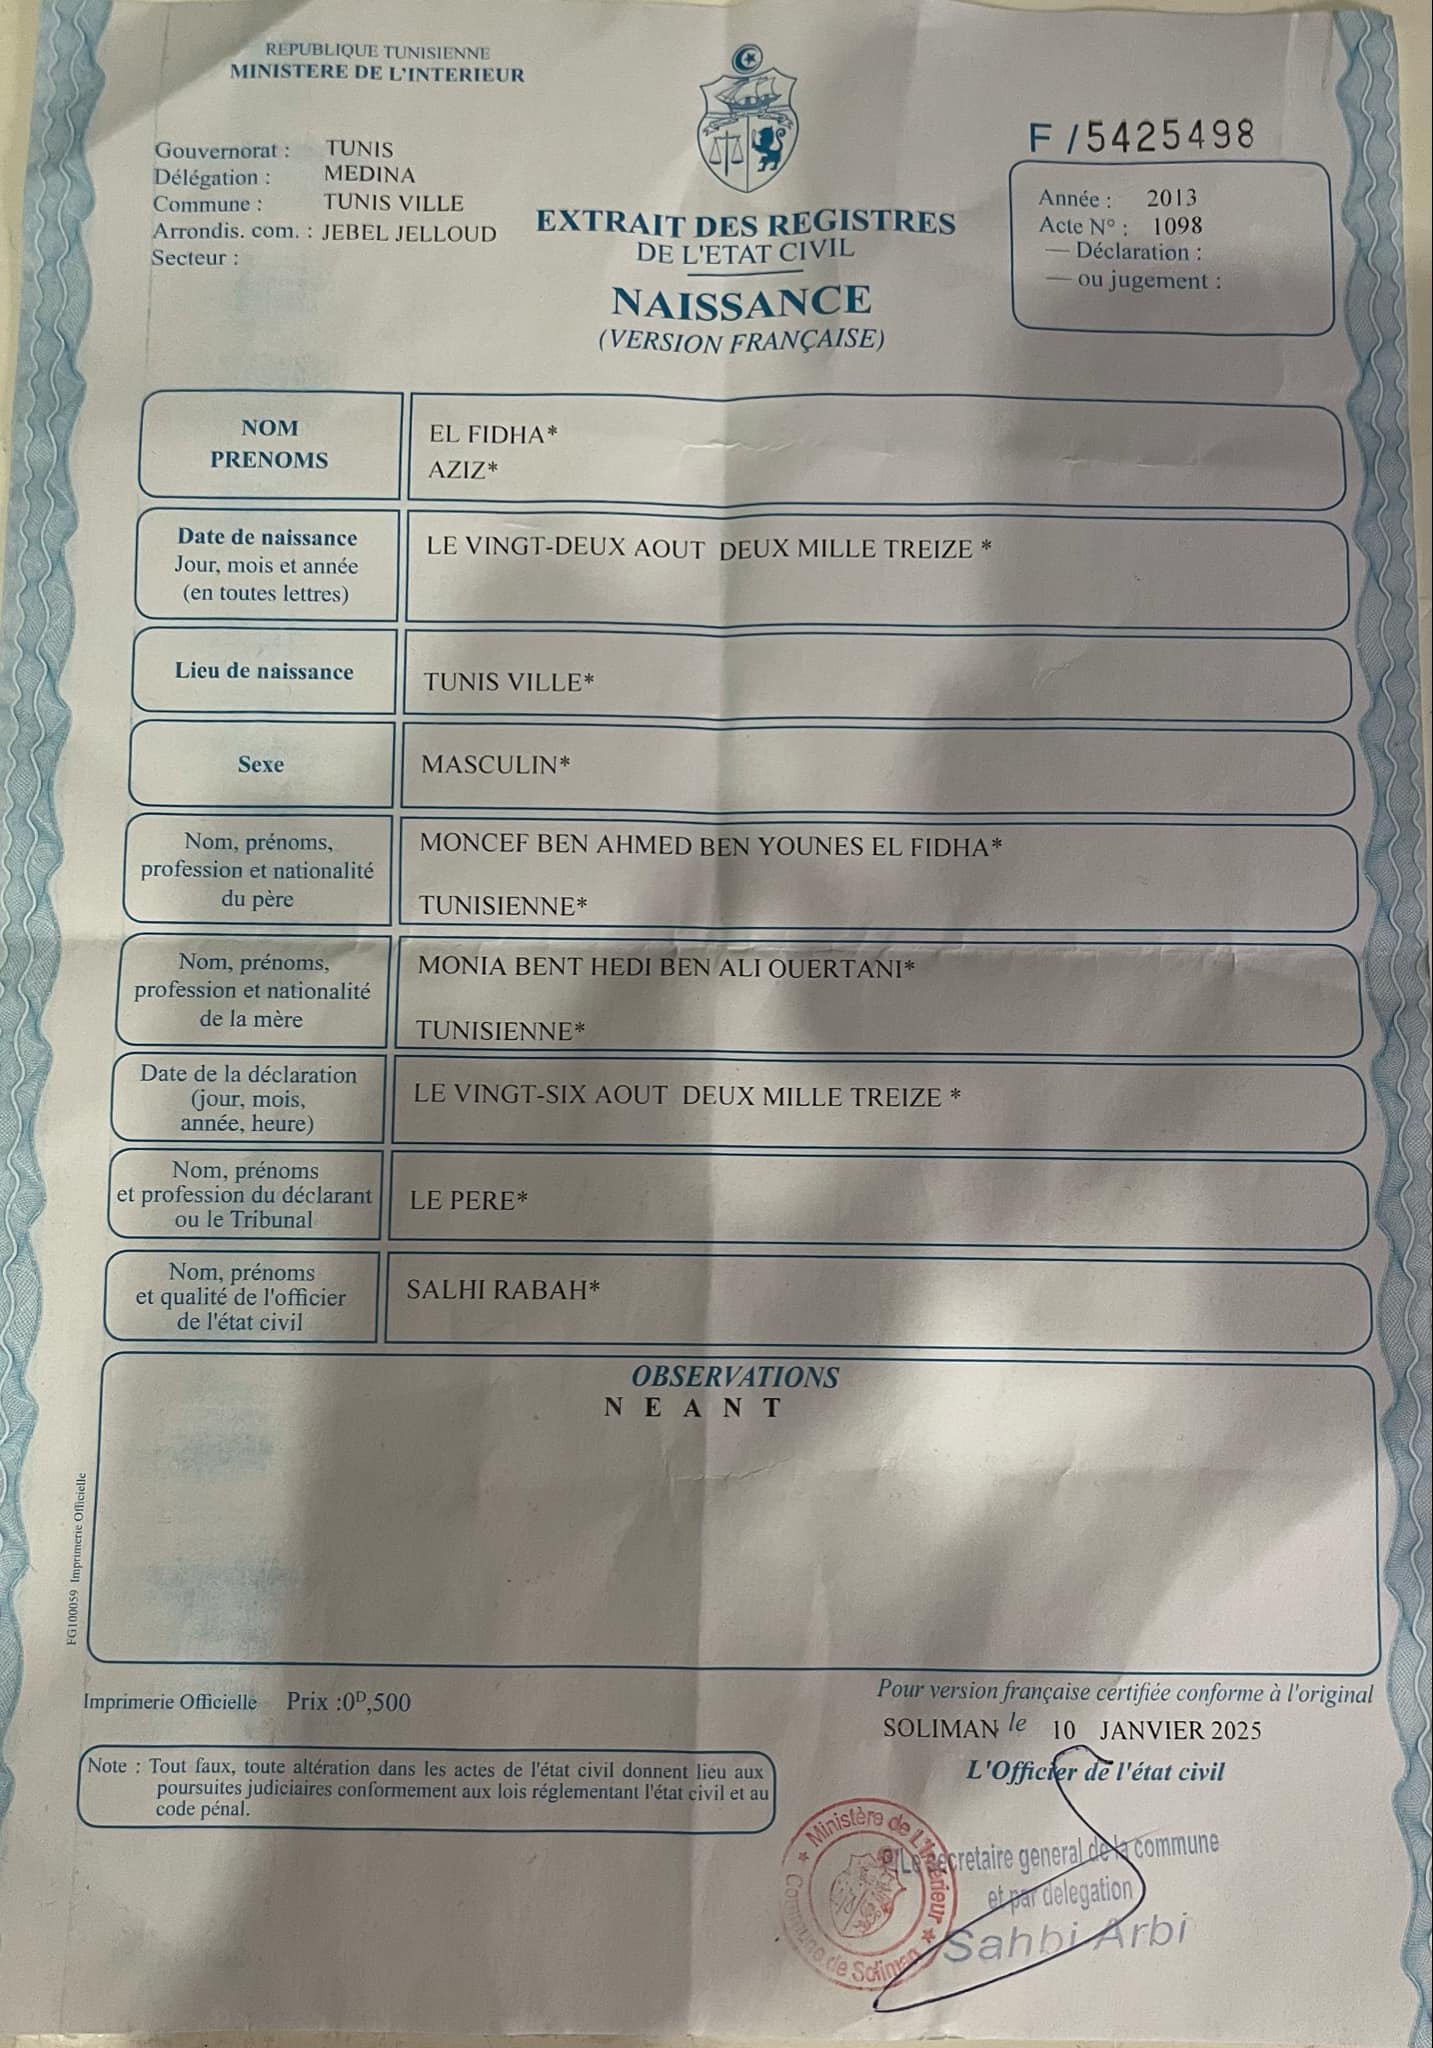 REPUBLIQUE TUNISIENNE
MINISTERE DE L'INTERIEUR
Gouvernorat : TUNIS
Délégation : MEDINA
Commune : TUNIS VILLE
Arrondis. com. : JEBEL JELLOUD
Secteur :
EXTRAIT DES REGISTRES
DE L'ETAT CIVIL
NAISSANCE
(VERSION FRANÇAISE)
F / 5425498
Année : 2013
Acte N° : 1098
— Déclaration :
— ou jugement :
NOM
PRENOMS
EL FIDHA*
AZIZ*
Date de naissance
Jour, mois et année
(en toutes lettres)
LE VINGT-DEUX AOUT DEUX MILLE TREIZE *
Lieu de naissance
TUNIS VILLE*
Sexe
MASCULIN*
Nom, prénoms,
profession et nationalité
du père
MONCEF BEN AHMED BEN YOUNES EL FIDHA*
TUNISIENNE*
Nom, prénoms,
profession et nationalité
de la mère
MONIA BENT HEDI BEN ALI OUERTANI*
TUNISIENNE*
Date de la déclaration
(jour, mois,
année, heure)
LE VINGT-SIX AOUT DEUX MILLE TREIZE *
Nom, prénoms
et profession du déclarant
ou le Tribunal
LE PERE*
Nom, prénoms
et qualité de l'officier
de l'état civil
SALHI RABAH*
OBSERVATIONS
N E A N T
FG100059 Imprimerie Officielle
Imprimerie Officielle Prix :0ᴰ,500
Pour version française certifiée conforme à l'original
SOLIMAN le 10 JANVIER 2025
L'Officier de l'état civil
Note : Tout faux, toute altération dans les actes de l'état civil donnent lieu aux
poursuites judiciaires conformement aux lois réglementant l'état civil et au
code pénal.
P/Le secretaire general de la commune
et par delegation
Sahbi Arbi
★ Ministère de L'Intérieur ★
Commune de Soliman